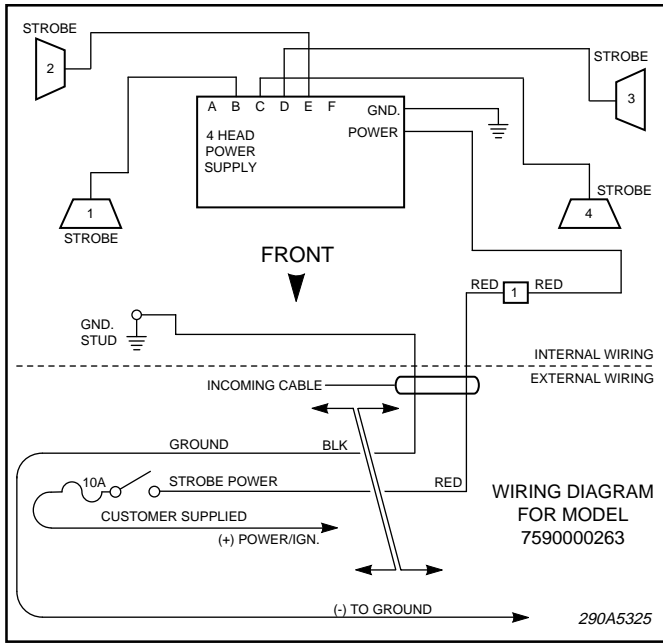 STROBE
2
STROBE
3
A B C D E F
GND.
POWER
4 HEAD
POWER
SUPPLY
1
STROBE
STROBE
4
FRONT
RED 1 RED
GND.
STUD
INTERNAL WIRING
EXTERNAL WIRING
INCOMING CABLE
GROUND
BLK
10A
STROBE POWER
RED
CUSTOMER SUPPLIED
(+) POWER/IGN.
WIRING DIAGRAM
FOR MODEL
7590000263
(-) TO GROUND
290A5325